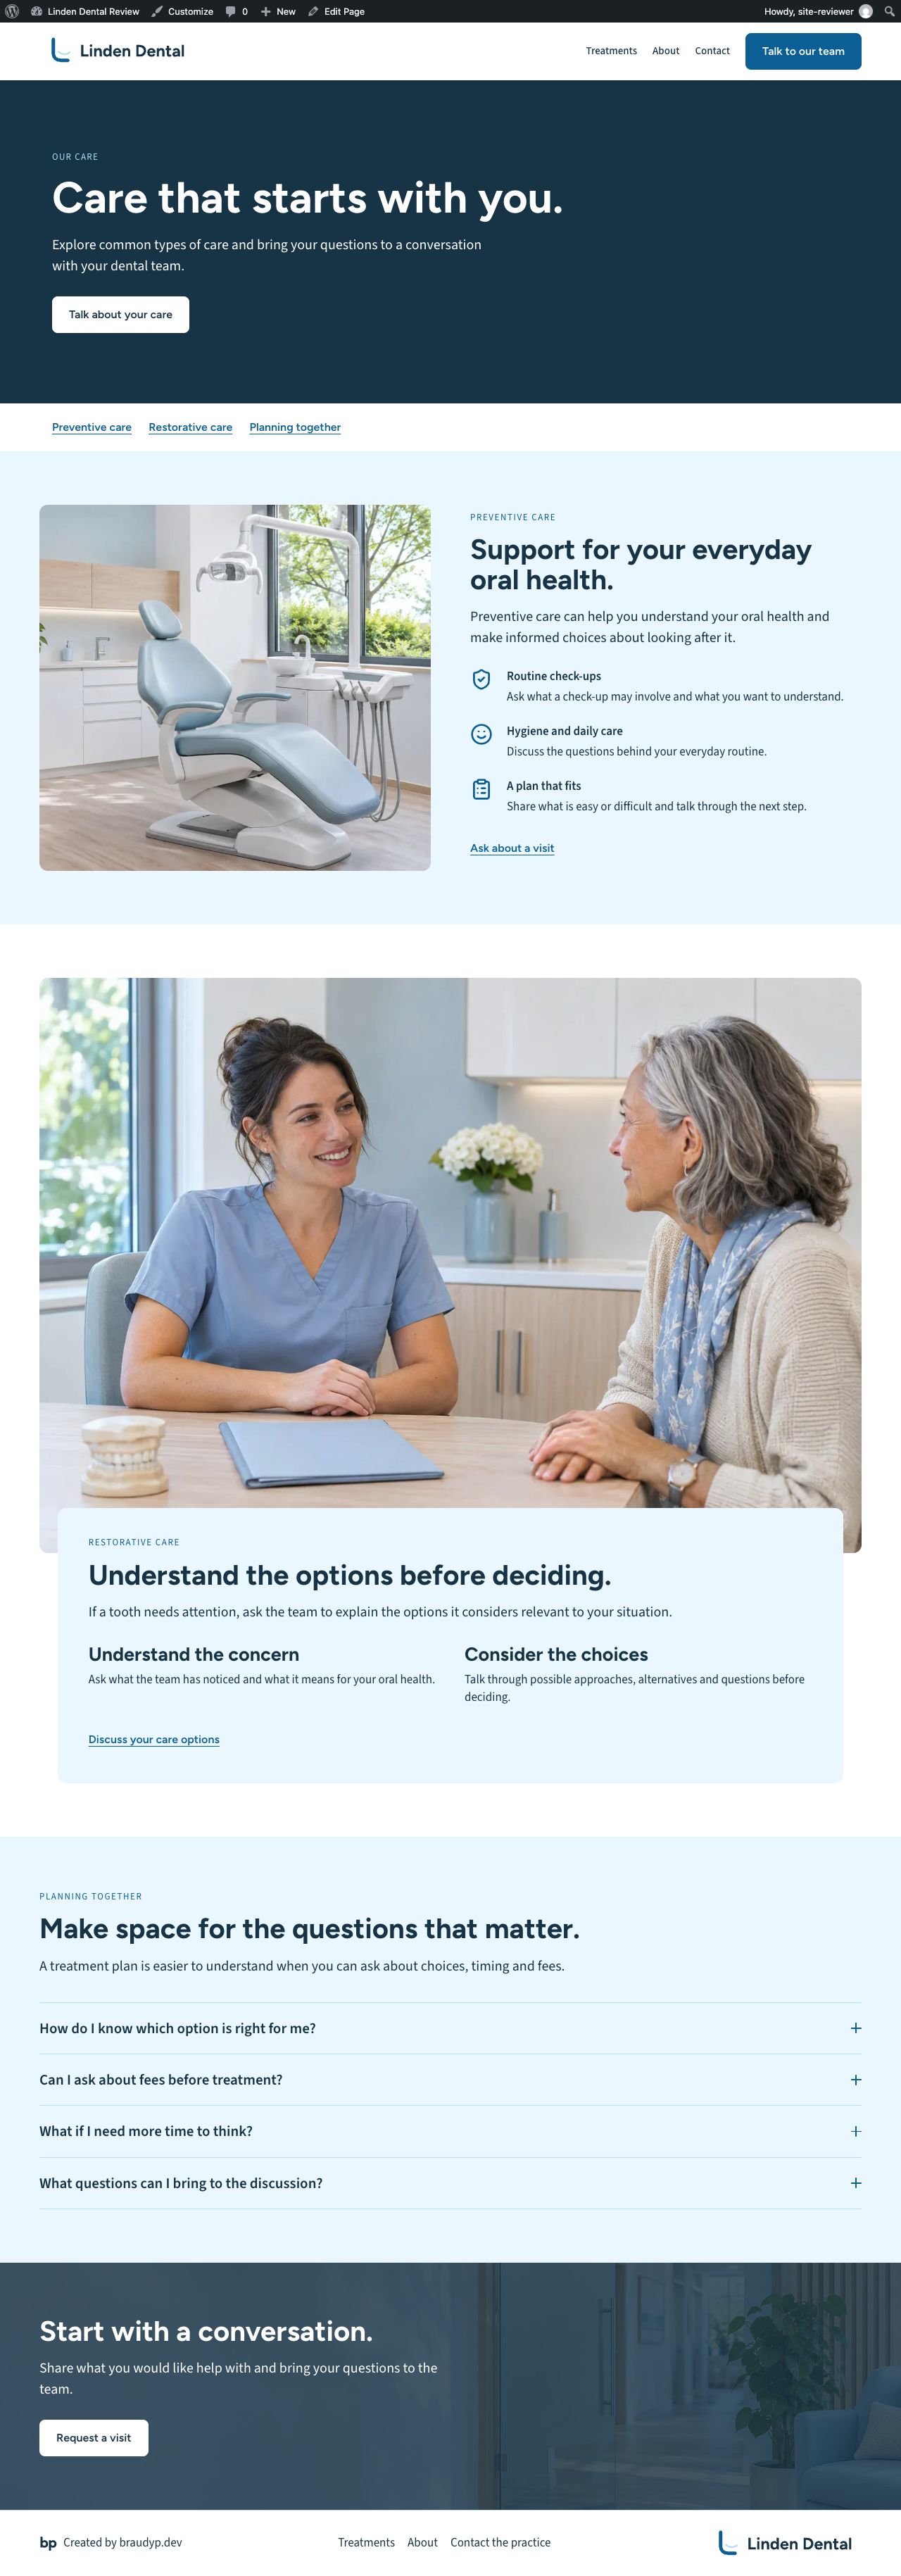 Linden Dental Review Customize 0 New Edit Page Howdy, site-reviewer
Linden Dental Treatments About Contact Talk to our team
OUR CARE
Care that starts with you.
Explore common types of care and bring your questions to a conversation
with your dental team.
Talk about your care
Preventive care Restorative care Planning together
PREVENTIVE CARE
Support for your everyday
oral health.
Preventive care can help you understand your oral health and
make informed choices about looking after it.
Routine check-ups
Ask what a check-up may involve and what you want to understand.
Hygiene and daily care
Discuss the questions behind your everyday routine.
A plan that fits
Share what is easy or difficult and talk through the next step.
Ask about a visit
RESTORATIVE CARE
Understand the options before deciding.
If a tooth needs attention, ask the team to explain the options it considers relevant to your situation.
Understand the concern
Ask what the team has noticed and what it means for your oral health.
Consider the choices
Talk through possible approaches, alternatives and questions before
deciding.
Discuss your care options
PLANNING TOGETHER
Make space for the questions that matter.
A treatment plan is easier to understand when you can ask about choices, timing and fees.
How do I know which option is right for me?
Can I ask about fees before treatment?
What if I need more time to think?
What questions can I bring to the discussion?
Start with a conversation.
Share what you would like help with and bring your questions to the
team.
Request a visit
bp Created by braudyp.dev Treatments About Contact the practice Linden Dental